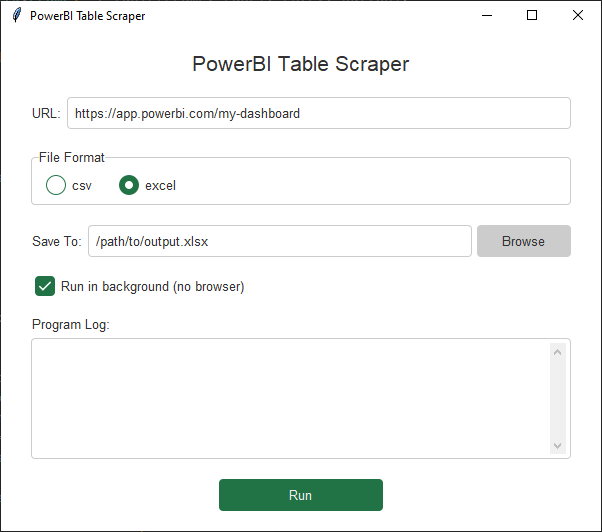 PowerBI Table Scraper
PowerBI Table Scraper
URL: https://app.powerbi.com/my-dashboard
File Format
csv excel
Save To: /path/to/output.xlsx Browse
Run in background (no browser)
Program Log:
Run